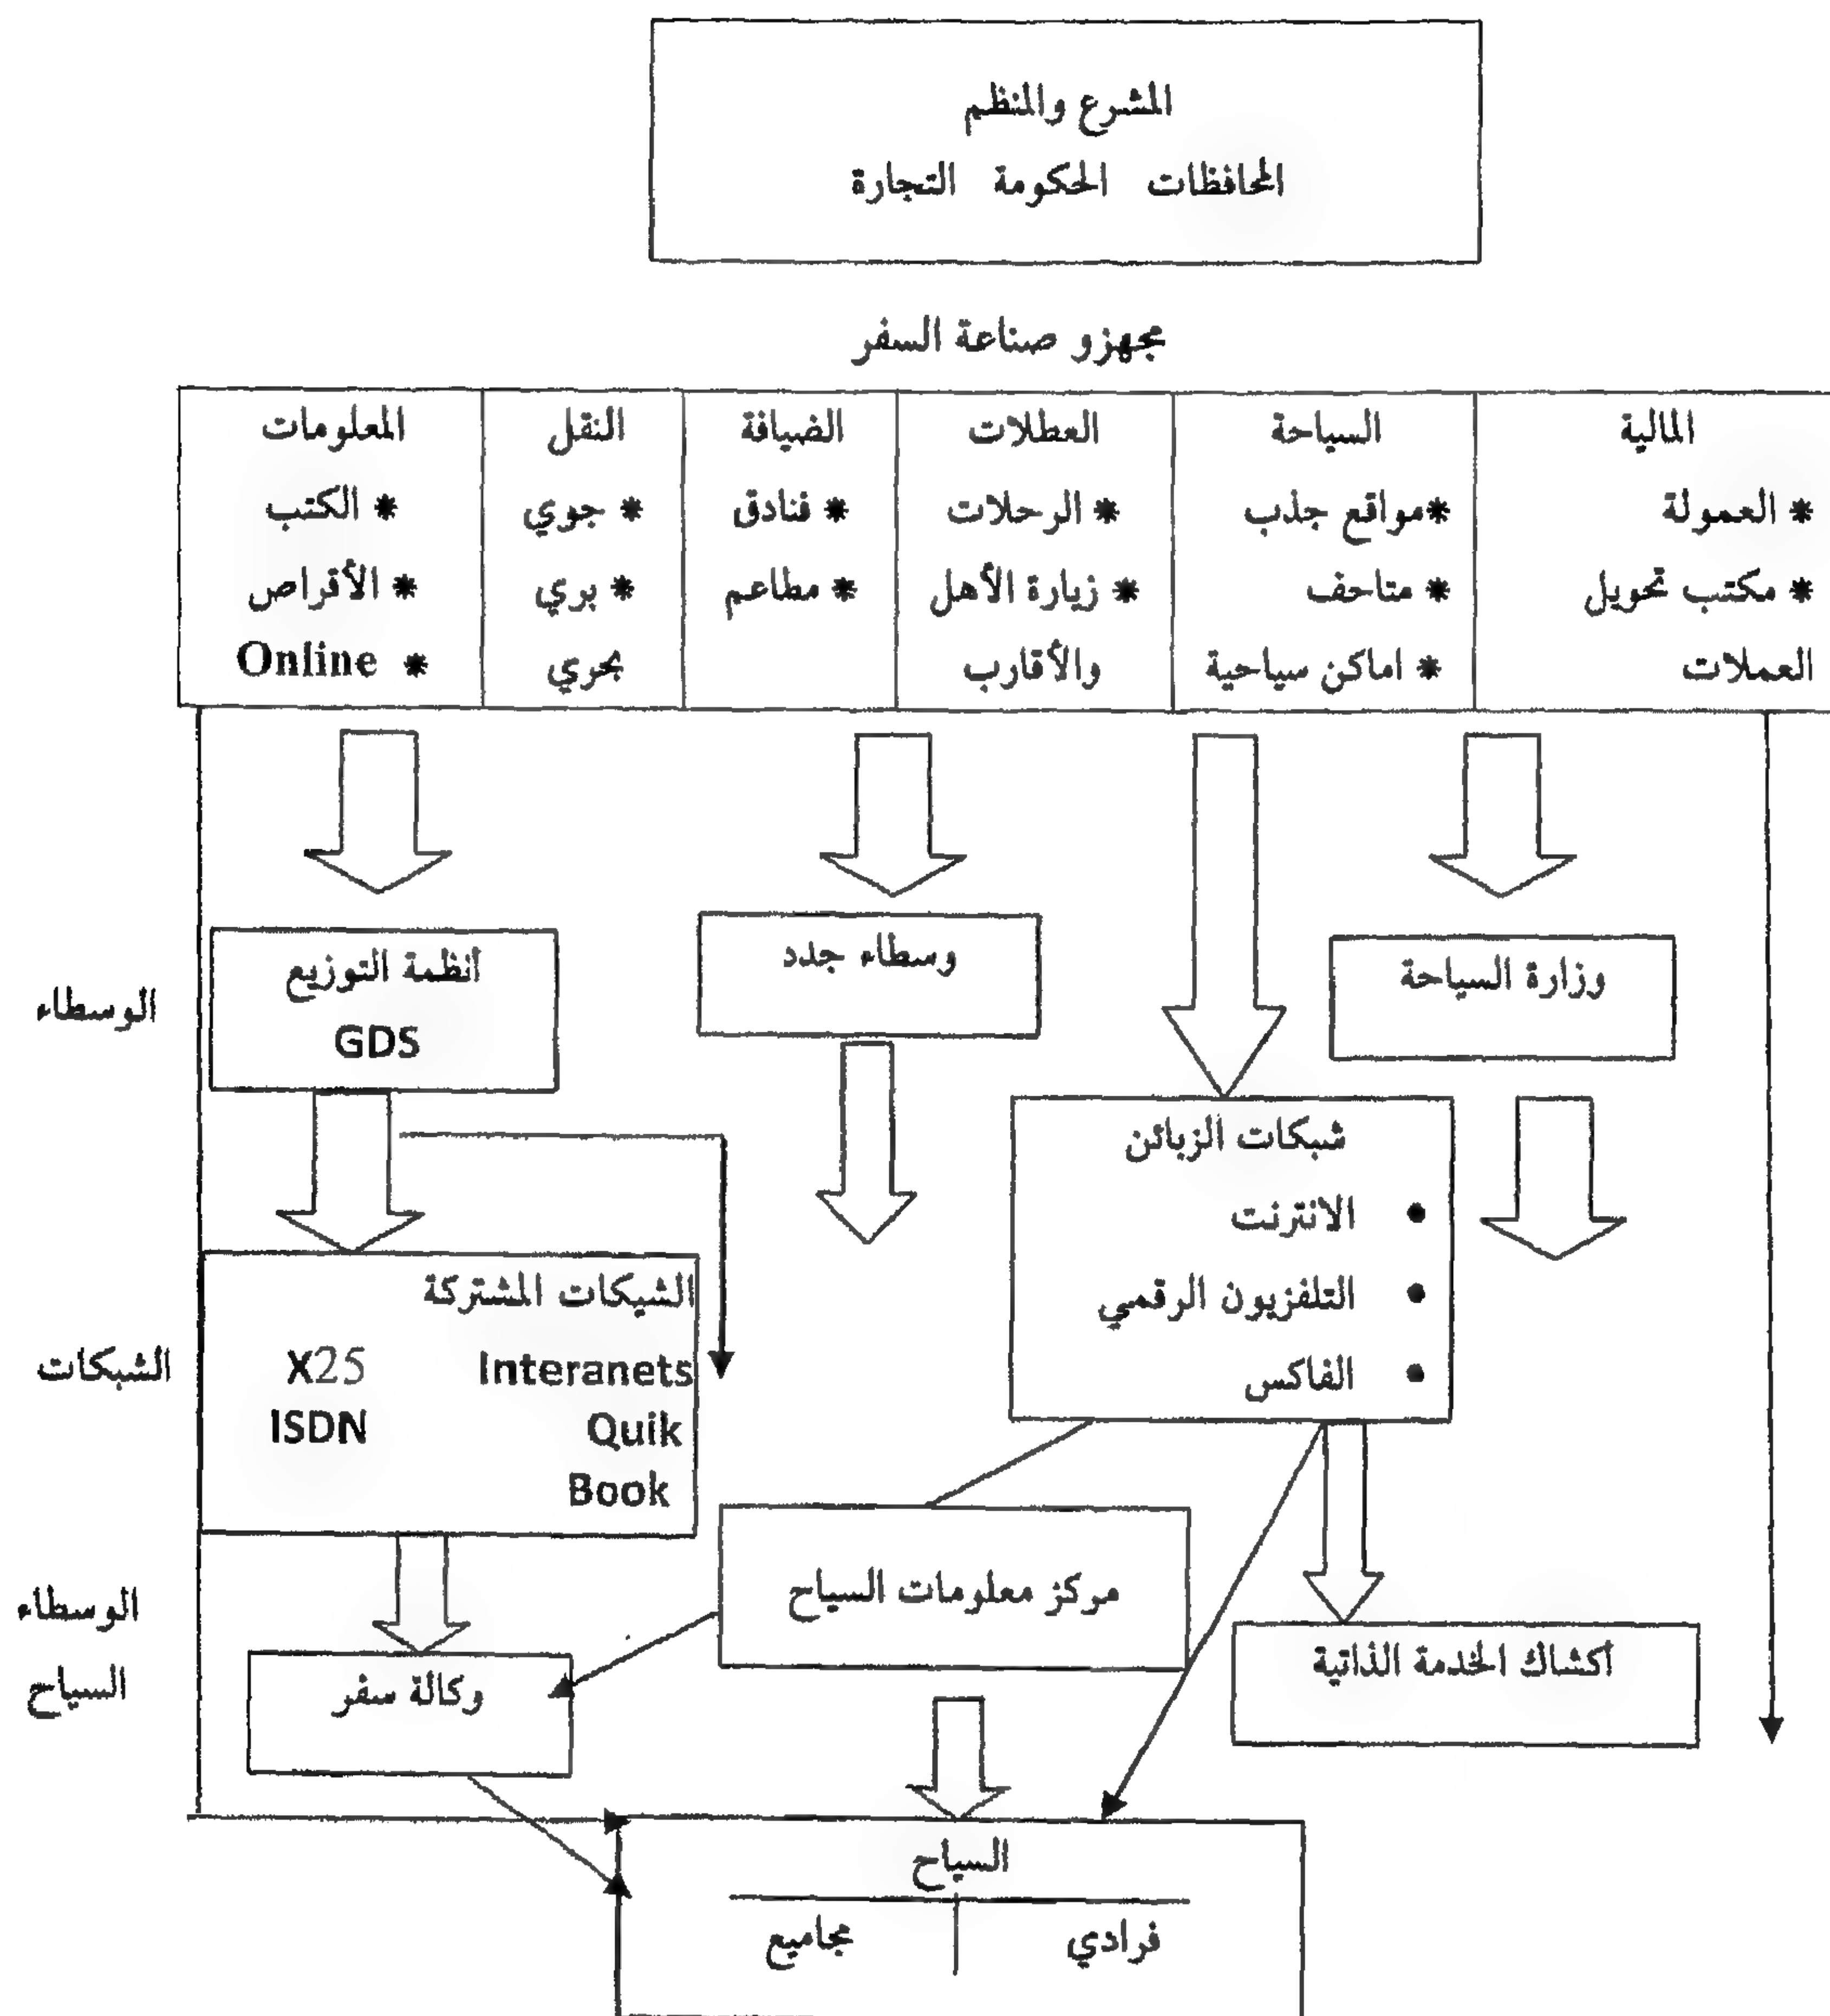 المشرع والمنظم
المحافظات الحكومة التجارة
مجهزو صناعة السفر
المالية
* العمولة
* مكتب تحويل
العملات
السياحة
*مواقع جذب
* متاحف
* اماكن سياحية
العطلات
* الرحلات
* زيارة الأهل
والأقارب
الضيافة
* فنادق
* مطاعم
النقل
* جوي
* بري
بحري
المعلومات
* الكتب
* الأقراص
* Online
الوسطاء
وزارة السياحة
وسطاء جدد
أنظمة التوزيع
GDS
شبكات الزبائن
• الانترنت
• التلفزيون الرقمي
• الفاكس
الشبكات
الشبكات المشتركة
X25 Interanets
ISDN Quik
Book
الوسطاء
السياح
أكشاك الخدمة الذاتية
مركز معلومات السياح
وكالة سفر
السياح
فرادي مجاميع